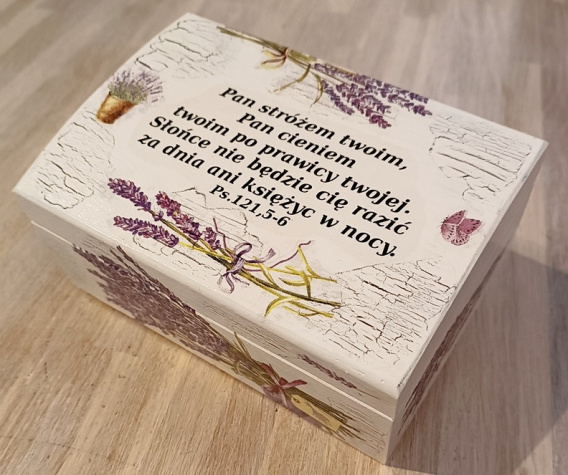 Pan stróżem twoim,
Pan cieniem
twoim po prawicy twojej.
Słońce nie będzie cię razić
za dnia ani księżyc w nocy.
Ps.121,5-6